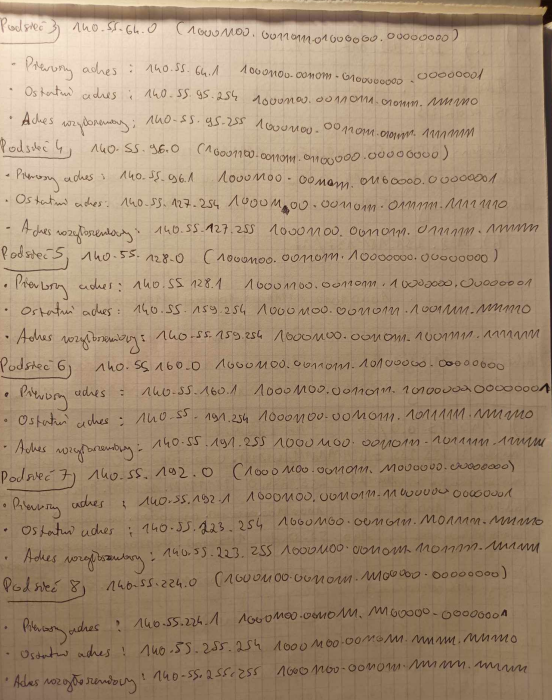 Podsieć 3) 140.55.64.0 (10001100.00110111.01000000.00000000)
• Pierwszy adres : 140.55.64.1 10001100.00110111.010000000.00000001
• Ostatni adres : 140.55.95.254 10001100.00110111.01011111.11111110
• Adres rozgłoszeniowy: 140.55.95.255 10001100.00110111.01011111.11111111
Podsieć 4) 140.55.96.0 (10001100.00110111.01100000.00000000)
• Pierwszy adres : 140.55.96.1 10001100.00110111.01100000.00000001
• Ostatni adres: 140.55.127.254 10001100.00110111.01111111.11111110
• Adres rozgłoszeniowy: 140.55.127.255 10001100.00110111.01111111.11111111
Podsieć 5) 140.55.128.0 (10001100.00110111.10000000.00000000)
• Pierwszy adres: 140.55.128.1 10001100.00110111.10000000.00000001
• Ostatni adres: 140.55.159.254 10001100.00110111.10011111.11111110
• Adres rozgłoszeniowy: 140.55.159.254 10001100.00110111.10011111.11111111
Podsieć 6) 140.55 160.0 10001100.00110111.10100000.00000000
• Pierwszy adres : 140.55.160.1 10001100.00110111.10100000.00000001
• Ostatni adres : 140.55.191.254 10001100.00110111.10111111.11111110
• Adres rozgłoszeniowy: 140.55.191.255 10001100.00110111.10111111.11111111
Podsieć 7) 140.55.192.0 (10001100.00110111.11000000.00000000)
• Pierwszy adres : 140.55.192.1 10001100.00110111.11000000.00000001
• Ostatni adres : 140.55.223.254 10001100.00110111.11011111.11111110
• Adres rozgłoszeniowy: 140.55.223.255 10001100.00110111.11011111.11111111
Podsieć 8) 140.55.224.0 (10001100.00110111.11100000.00000000)
• Pierwszy adres : 140.55.224.1 10001100.00110111.11100000.00000001
• Ostatni adres : 140.55.255.254 10001100.00110111.11111111.11111110
• Adres rozgłoszeniowy: 140.55.255.255 10001100.00110111.11111111.11111111